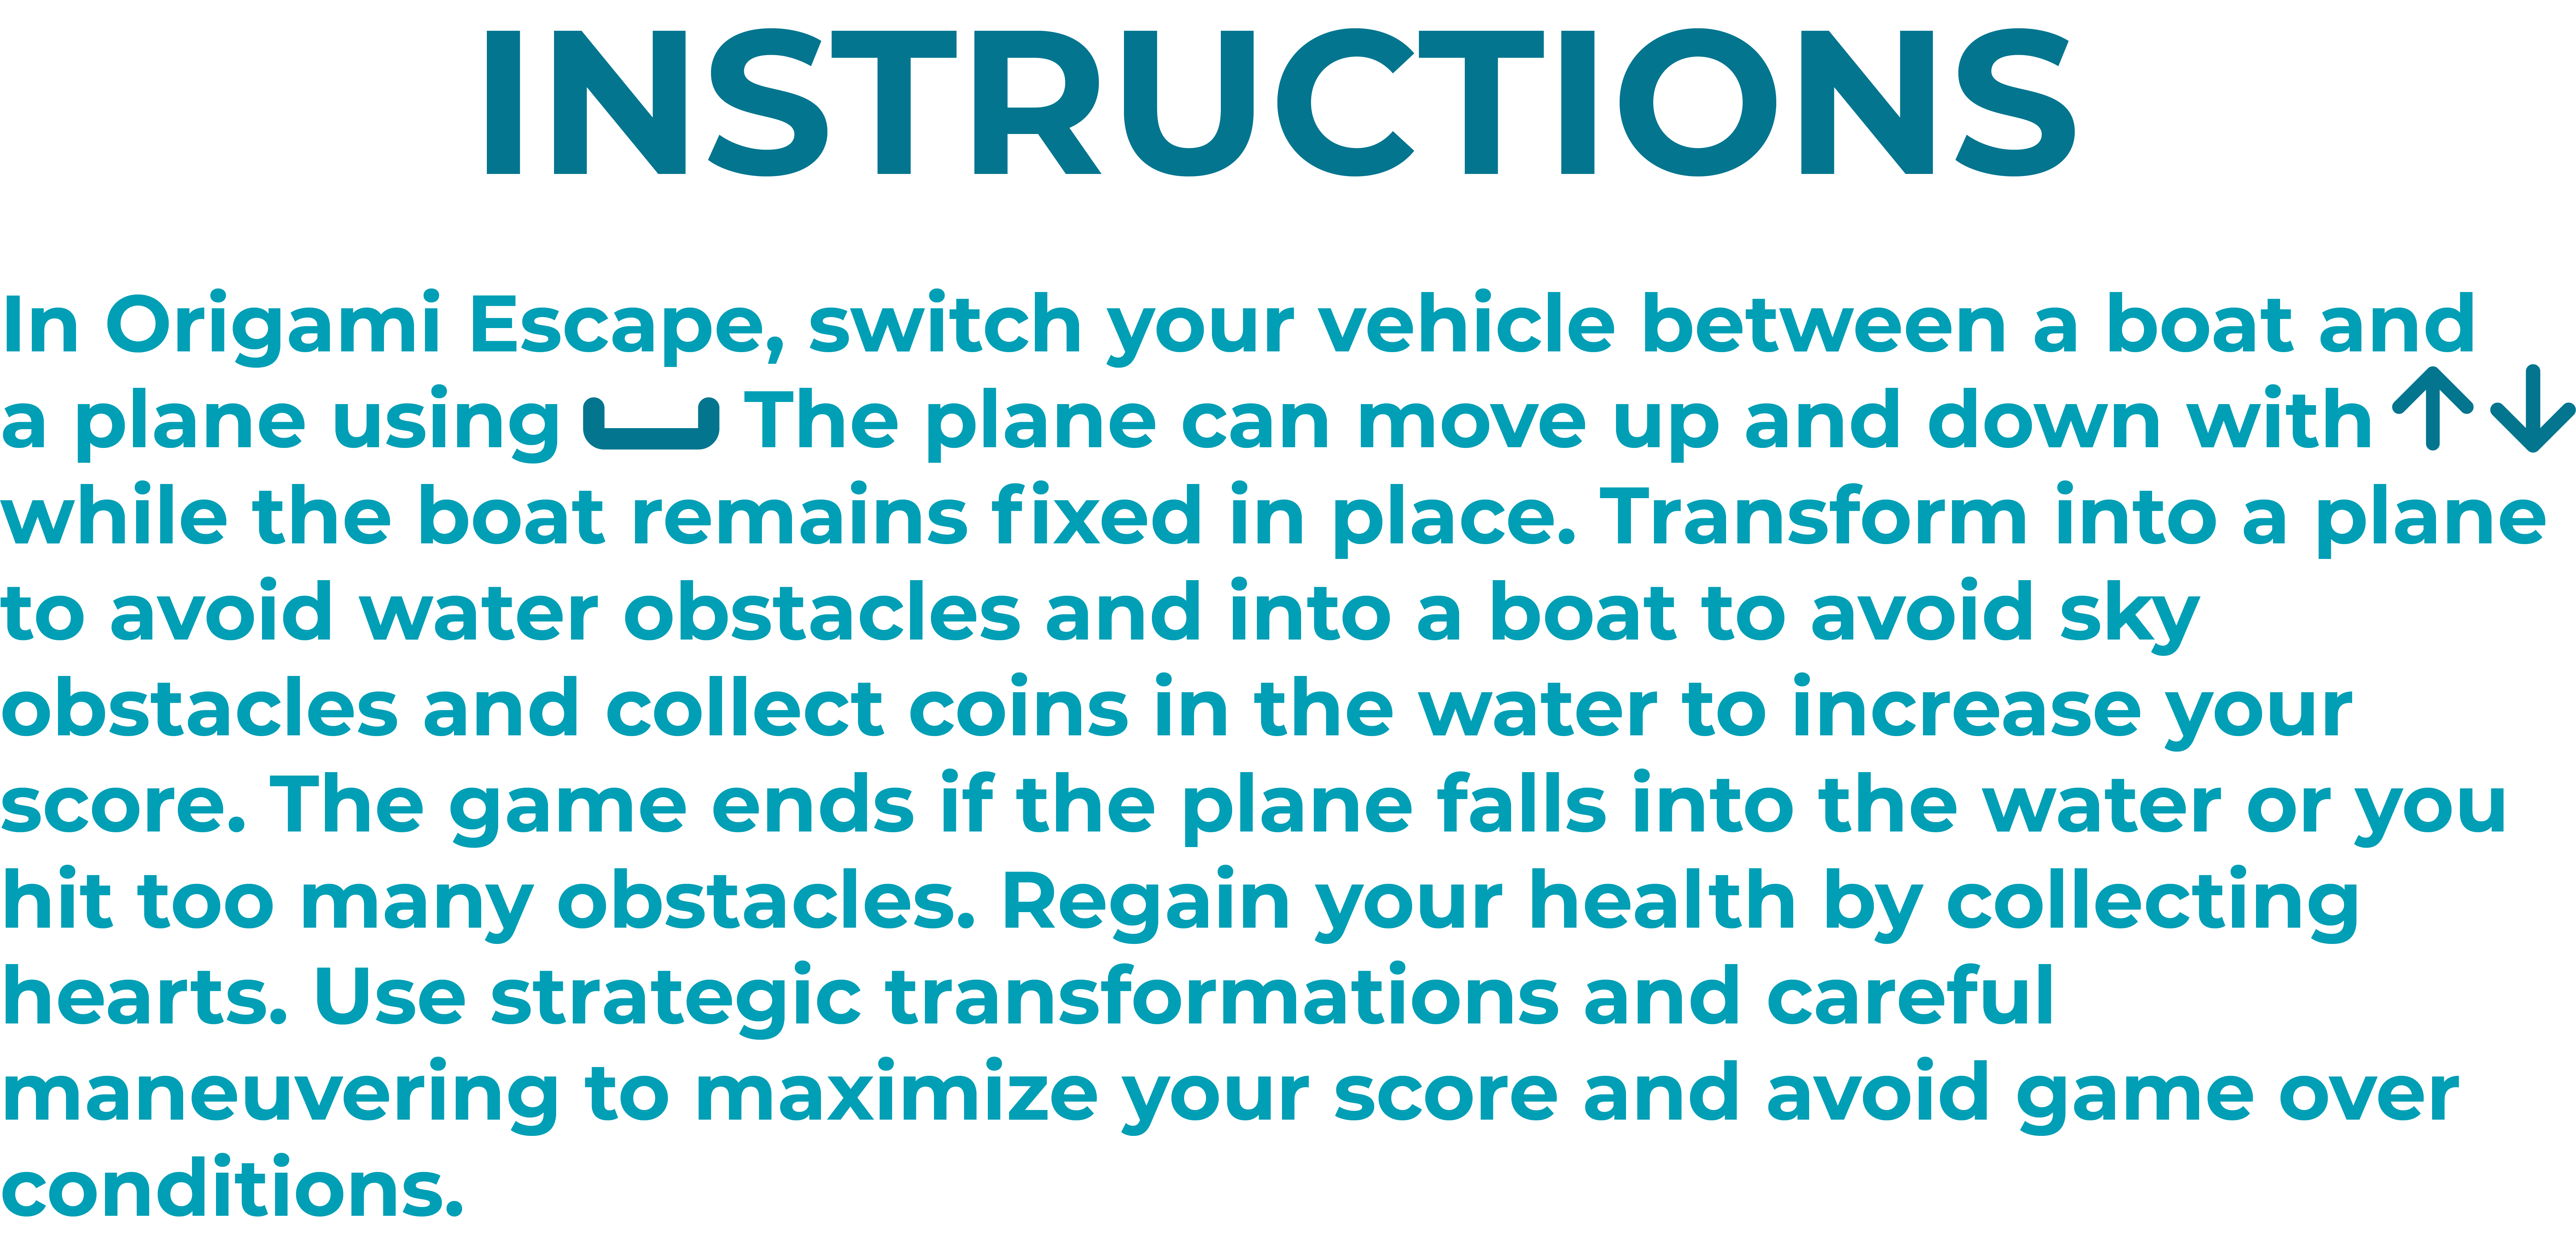 INSTRUCTIONS
In Origami Escape, switch your vehicle between a boat and
a plane using ⎵ The plane can move up and down with ↑↓
while the boat remains fixed in place. Transform into a plane
to avoid water obstacles and into a boat to avoid sky
obstacles and collect coins in the water to increase your
score. The game ends if the plane falls into the water or you
hit too many obstacles. Regain your health by collecting
hearts. Use strategic transformations and careful
maneuvering to maximize your score and avoid game over
conditions.